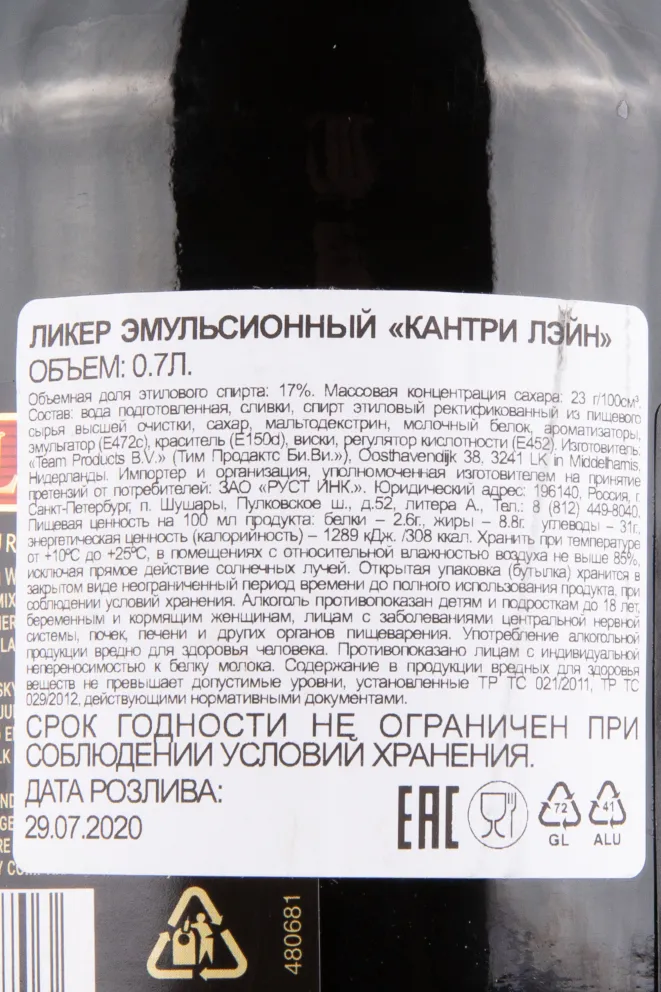 ЛИКЕР ЭМУЛЬСИОННЫЙ «КАНТРИ ЛЭЙН»
ОБЪЕМ: 0.7Л.
Объемная доля этилового спирта: 17%. Массовая концентрация сахара: 23 г/100см³.
Состав: вода подготовленная, сливки, спирт этиловый ректификованный из пищевого
сырья высшей очистки, сахар, мальтодекстрин, молочный белок, ароматизаторы,
эмульгатор (Е472с), краситель (Е150d), виски, регулятор кислотности (Е452). Изготовитель:
«Team Products B.V.» (Тим Продактс Би.Ви.»), Oosthavendijk 38, 3241 LK in Middelharnis,
Нидерланды. Импортер и организация, уполномоченная изготовителем на принятие
претензий от потребителей: ЗАО «РУСТ ИНК.». Юридический адрес: 196140, Россия, г.
Санкт-Петербург, п. Шушары, Пулковское ш., д.52, литера А., Тел.: 8 (812) 449-8040.
Пищевая ценность на 100 мл продукта: белки – 2.6г., жиры – 8.8г. углеводы – 31г,
энергетическая ценность (калорийность) – 1289 кДж. /308 ккал. Хранить при температуре
от +10°С до +25°С, в помещениях с относительной влажностью воздуха не выше 85%,
исключая прямое действие солнечных лучей. Открытая упаковка (бутылка) хранится в
закрытом виде неограниченный период времени до полного использования продукта, при
соблюдении условий хранения. Алкоголь противопоказан детям и подросткам до 18 лет,
беременным и кормящим женщинам, лицам с заболеваниями центральной нервной
системы, почек, печени и других органов пищеварения. Употребление алкогольной
продукции вредно для здоровья человека. Противопоказано лицам с индивидуальной
непереносимостью к белку молока. Содержание в продукции вредных для здоровья
веществ не превышает допустимые уровни, установленные ТР ТС 021/2011, ТР ТС
029/2012, действующими нормативными документами.
СРОК ГОДНОСТИ НЕ ОГРАНИЧЕН ПРИ
СОБЛЮДЕНИИ УСЛОВИЙ ХРАНЕНИЯ.
ДАТА РОЗЛИВА:
29.07.2020
ЕАС
72
GL
41
ALU
480681